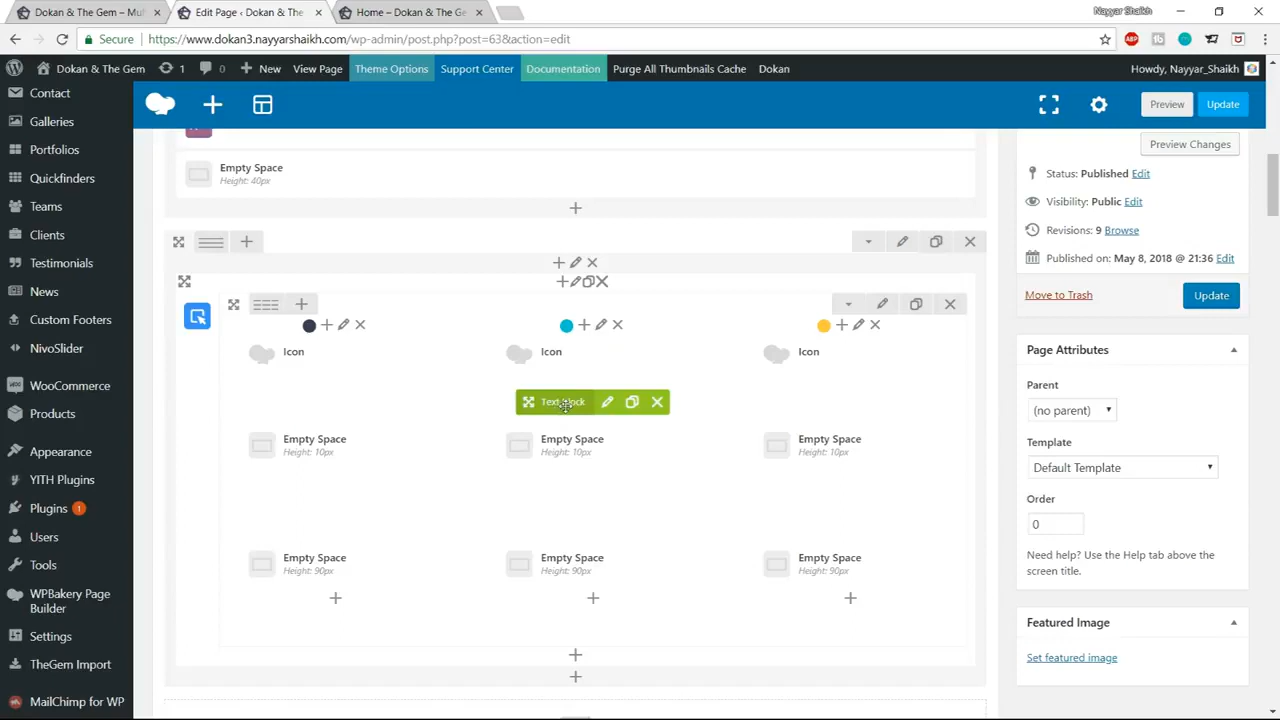 Dokan & The Gem – Mul
Edit Page ‹ Dokan & The
Home – Dokan & The Ge
Nayyar Shaikh
Secure
https://www.dokan3.nayyarshaikh.com/wp-admin/post.php?post=63&action=edit
Dokan & The Gem
1
0
New
View Page
Theme Options
Support Center
Documentation
Purge All Thumbnails Cache
Dokan
Howdy, Nayyar_Shaikh
Contact
Galleries
Portfolios
Quickfinders
Teams
Clients
Testimonials
News
Custom Footers
NivoSlider
WooCommerce
Products
Appearance
YITH Plugins
Plugins 1
Users
Tools
WPBakery Page
Builder
Settings
TheGem Import
MailChimp for WP
Preview
Update
Empty Space
Height: 40px
Icon
Icon
Icon
Text Block
Empty Space
Height: 10px
Empty Space
Height: 10px
Empty Space
Height: 10px
Empty Space
Height: 90px
Empty Space
Height: 90px
Empty Space
Height: 90px
Preview Changes
Status: Published Edit
Visibility: Public Edit
Revisions: 9 Browse
Published on: May 8, 2018 @ 21:36 Edit
Move to Trash
Update
Page Attributes
Parent
(no parent)
Template
Default Template
Order
0
Need help? Use the Help tab above the
screen title.
Featured Image
Set featured image